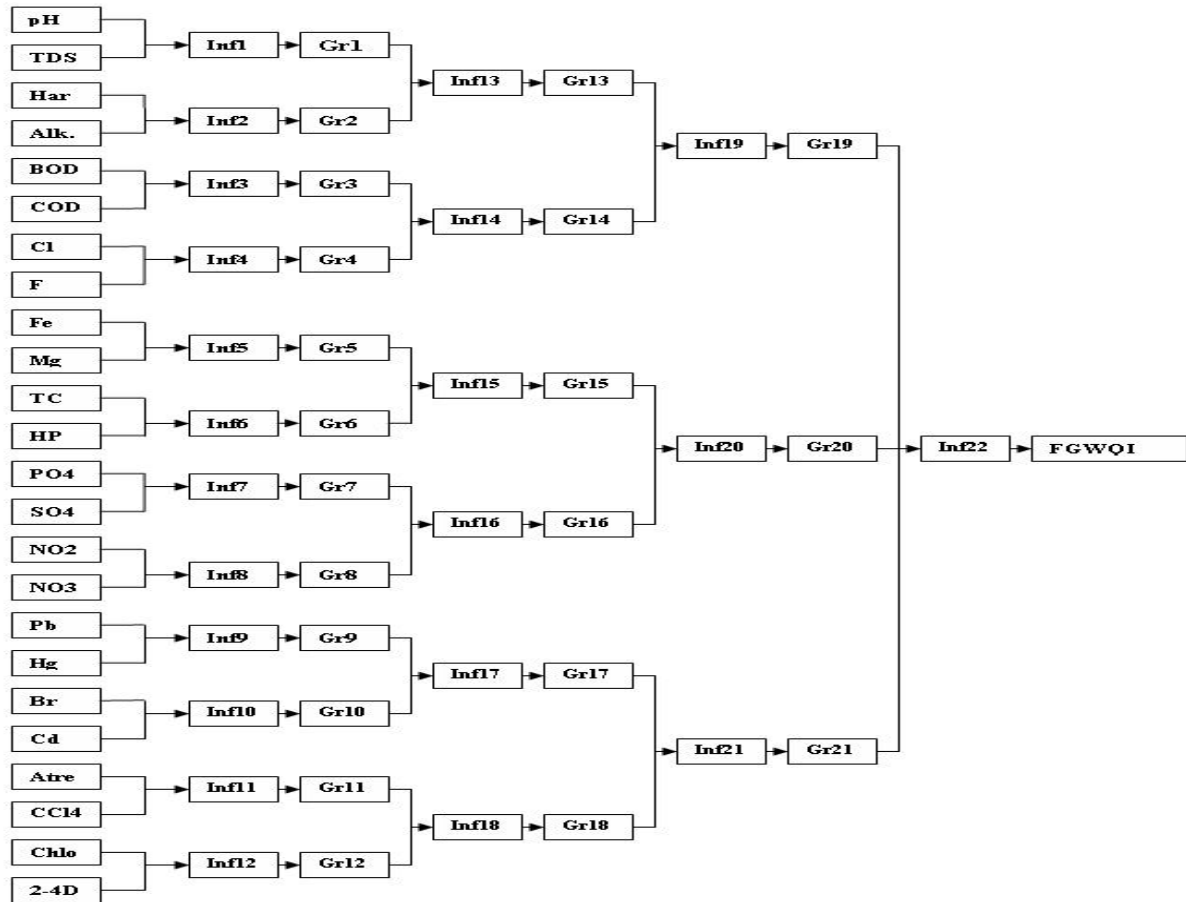 pH
TDS
Har
Alk.
BOD
COD
Cl
F
Fe
Mg
TC
HP
PO4
SO4
NO2
NO3
Pb
Hg
Br
Cd
Atre
CCl4
Chlo
2-4D
Inf1
Inf2
Inf3
Inf4
Inf5
Inf6
Inf7
Inf8
Inf9
Inf10
Inf11
Inf12
Gr1
Gr2
Gr3
Gr4
Gr5
Gr6
Gr7
Gr8
Gr9
Gr10
Gr11
Gr12
Inf13
Inf14
Inf15
Inf16
Inf17
Inf18
Gr13
Gr14
Gr15
Gr16
Gr17
Gr18
Inf19
Inf20
Inf21
Gr19
Gr20
Gr21
Inf22
FGWQI